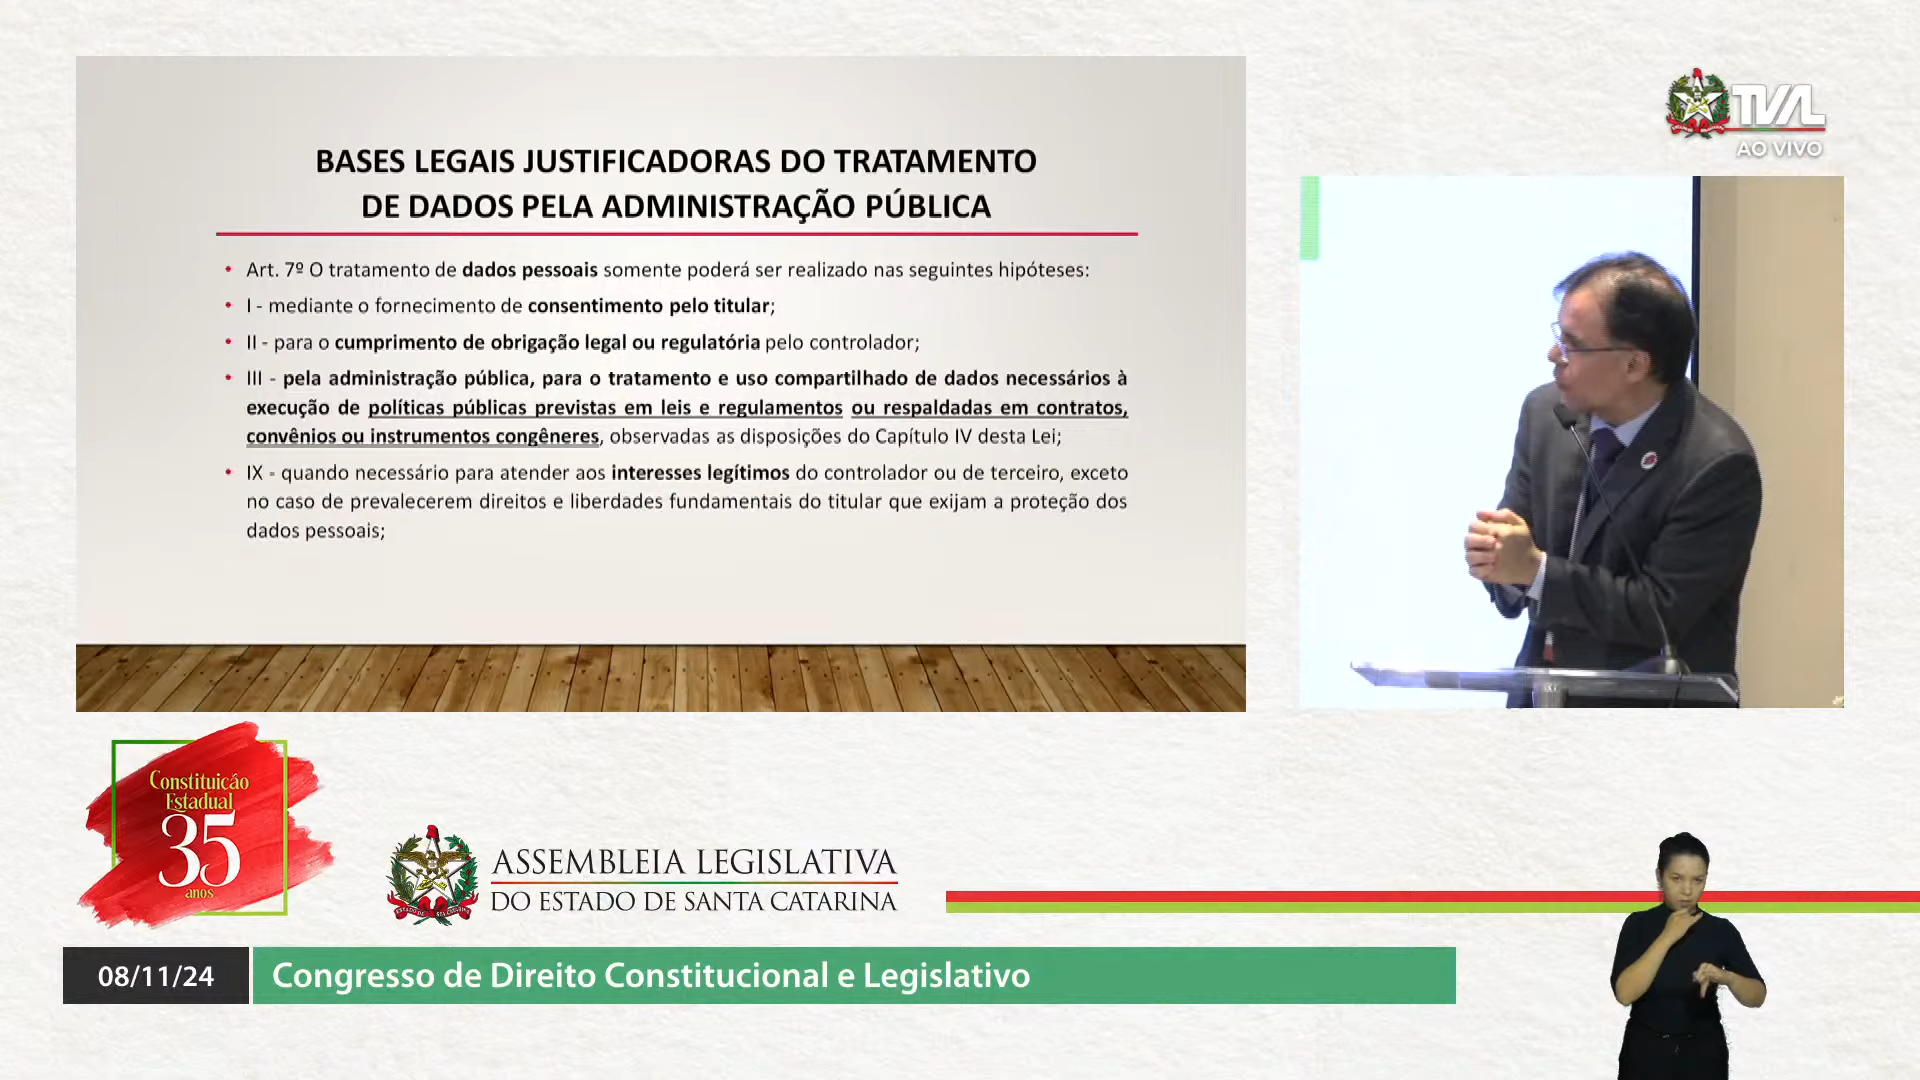 BASES LEGAIS JUSTIFICADORAS DO TRATAMENTO
DE DADOS PELA ADMINISTRAÇÃO PÚBLICA
• Art. 7º O tratamento de dados pessoais somente poderá ser realizado nas seguintes hipóteses:
• I - mediante o fornecimento de consentimento pelo titular;
• II - para o cumprimento de obrigação legal ou regulatória pelo controlador;
• III - pela administração pública, para o tratamento e uso compartilhado de dados necessários à
execução de políticas públicas previstas em leis e regulamentos ou respaldadas em contratos,
convênios ou instrumentos congêneres, observadas as disposições do Capítulo IV desta Lei;
• IX - quando necessário para atender aos interesses legítimos do controlador ou de terceiro, exceto
no caso de prevalecerem direitos e liberdades fundamentais do titular que exijam a proteção dos
dados pessoais;
TVAL
AO VIVO
Constituição
Estadual
35
anos
ASSEMBLEIA LEGISLATIVA
DO ESTADO DE SANTA CATARINA
08/11/24
Congresso de Direito Constitucional e Legislativo